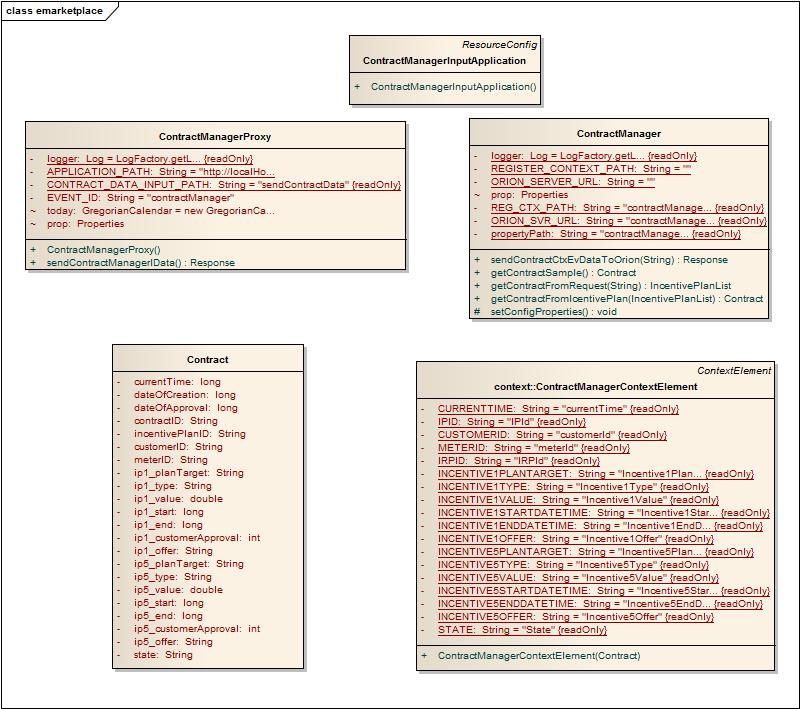 class emarketplace
ResourceConfig
ContractManagerInputApplication
+ ContractManagerInputApplication()
ContractManagerProxy
- logger: Log = LogFactory.getL... {readOnly}
- APPLICATION_PATH: String = "http://localHo...
- CONTRACT_DATA_INPUT_PATH: String = "sendContractData" {readOnly}
- EVENT_ID: String = "contractManager"
~ today: GregorianCalendar = new GregorianCa...
~ prop: Properties
+ ContractManagerProxy()
+ sendContractManagerIData() : Response
ContractManager
- logger: Log = LogFactory.getL... {readOnly}
- REGISTER_CONTEXT_PATH: String = ""
- ORION_SERVER_URL: String = ""
~ prop: Properties
- REG_CTX_PATH: String = "contractManage... {readOnly}
- ORION_SVR_URL: String = "contractManage... {readOnly}
- propertyPath: String = "contractManage... {readOnly}
+ sendContractCtxEvDataToOrion(String) : Response
+ getContractSample() : Contract
+ getContractFromRequest(String) : IncentivePlanList
+ getContractFromIncentivePlan(IncentivePlanList) : Contract
# setConfigProperties() : void
Contract
- currentTime: long
- dateOfCreation: long
- dateOfApproval: long
- contractID: String
- incentivePlanID: String
- customerID: String
- meterID: String
- ip1_planTarget: String
- ip1_type: String
- ip1_value: double
- ip1_start: long
- ip1_end: long
- ip1_customerApproval: int
- ip1_offer: String
- ip5_planTarget: String
- ip5_type: String
- ip5_value: double
- ip5_start: long
- ip5_end: long
- ip5_customerApproval: int
- ip5_offer: String
- state: String
ContextElement
context::ContractManagerContextElement
- CURRENTTIME: String = "currentTime" {readOnly}
- IPID: String = "IPId" {readOnly}
- CUSTOMERID: String = "customerId" {readOnly}
- METERID: String = "meterId" {readOnly}
- IRPID: String = "IRPId" {readOnly}
- INCENTIVE1PLANTARGET: String = "Incentive1Plan... {readOnly}
- INCENTIVE1TYPE: String = "Incentive1Type" {readOnly}
- INCENTIVE1VALUE: String = "Incentive1Value" {readOnly}
- INCENTIVE1STARTDATETIME: String = "Incentive1Star... {readOnly}
- INCENTIVE1ENDDATETIME: String = "Incentive1EndD... {readOnly}
- INCENTIVE1OFFER: String = "Incentive1Offer" {readOnly}
- INCENTIVE5PLANTARGET: String = "Incentive5Plan... {readOnly}
- INCENTIVE5TYPE: String = "Incentive5Type" {readOnly}
- INCENTIVE5VALUE: String = "Incentive5Value" {readOnly}
- INCENTIVE5STARTDATETIME: String = "Incentive5Star... {readOnly}
- INCENTIVE5ENDDATETIME: String = "Incentive5EndD... {readOnly}
- INCENTIVE5OFFER: String = "Incentive5Offer" {readOnly}
- STATE: String = "State" {readOnly}
+ ContractManagerContextElement(Contract)